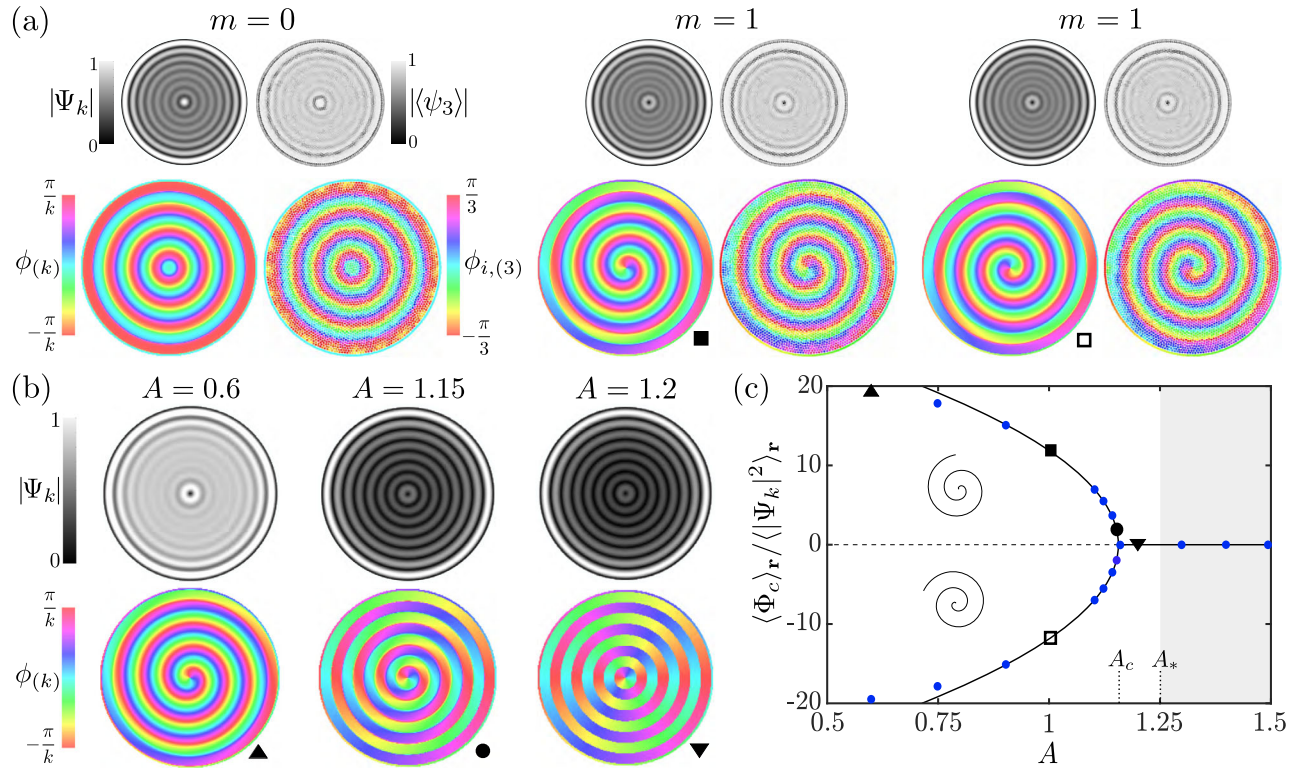 (a) m = 0 m = 1 m = 1
1 1
|Ψ_k| |⟨ψ_3⟩|
0 0
π/k π/3
ϕ_(k) ϕ_i,(3)
−π/k −π/3
(b) A = 0.6 A = 1.15 A = 1.2
1
|Ψ_k|
0
π/k
ϕ_(k)
−π/k
(c)
⟨Φ_c⟩_r/⟨|Ψ_k|²⟩_r
20
10
0
-10
-20
A_c A_*
0.5 0.75 1 1.25 1.5
A